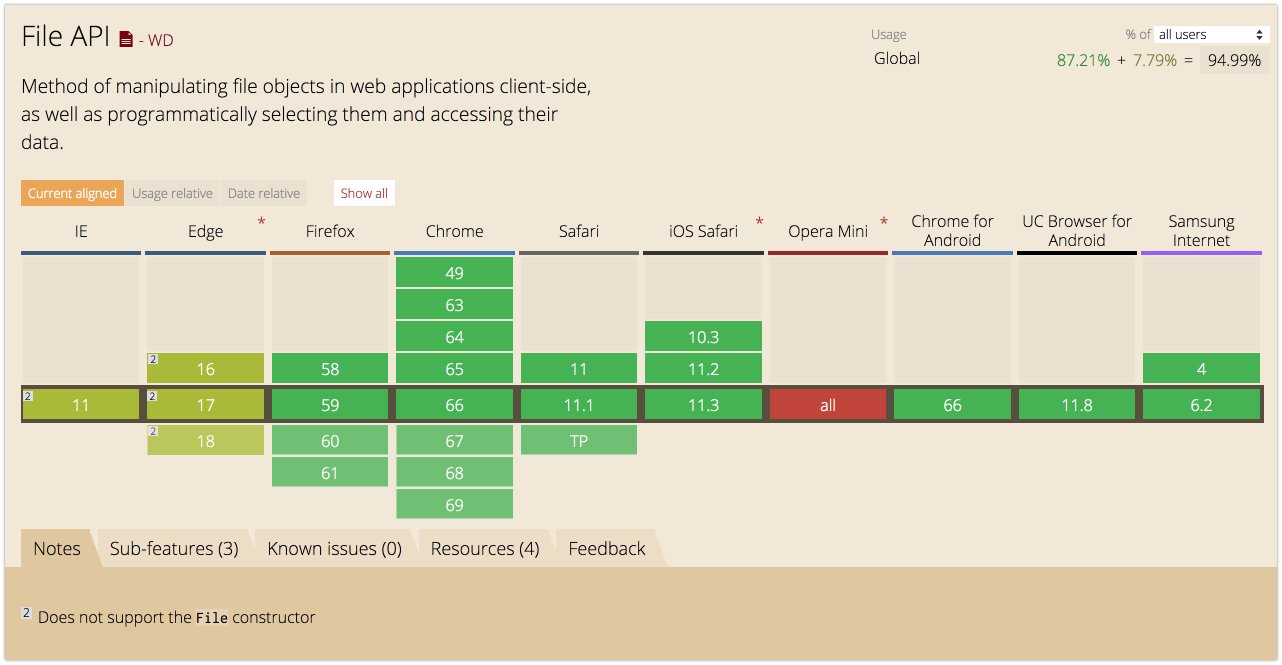 File API - WD
Usage % of all users
Global 87.21% + 7.79% = 94.99%
Method of manipulating file objects in web applications client-side,
as well as programmatically selecting them and accessing their
data.
Current aligned Usage relative Date relative Show all
IE Edge * Firefox Chrome Safari iOS Safari * Opera Mini * Chrome for Android UC Browser for Android Samsung Internet
49
63
64 10.3
2 16 58 65 11 11.2 4
2 11 2 17 59 66 11.1 11.3 all 66 11.8 6.2
2 18 60 67 TP
61 68
69
Notes Sub-features (3) Known issues (0) Resources (4) Feedback
2 Does not support the File constructor